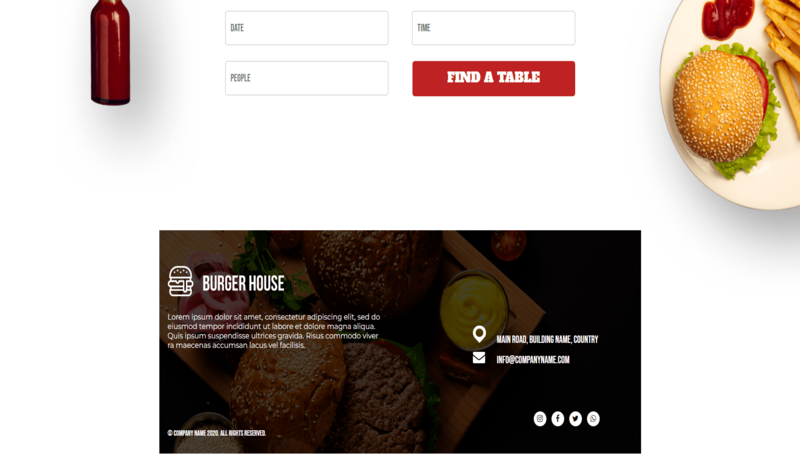 DATE
TIME
PEOPLE
FIND A TABLE
BURGER HOUSE
Lorem ipsum dolor sit amet, consectetur adipiscing elit, sed do
eiusmod tempor incididunt ut labore et dolore magna aliqua.
Quis ipsum suspendisse ultrices gravida. Risus commodo viver
ra maecenas accumsan lacus vel facilisis.
MAIN ROAD, BUILDING NAME, COUNTRY
INFO@COMPANYNAME.COM
© COMPANY NAME 2020. ALL RIGHTS RESERVED.